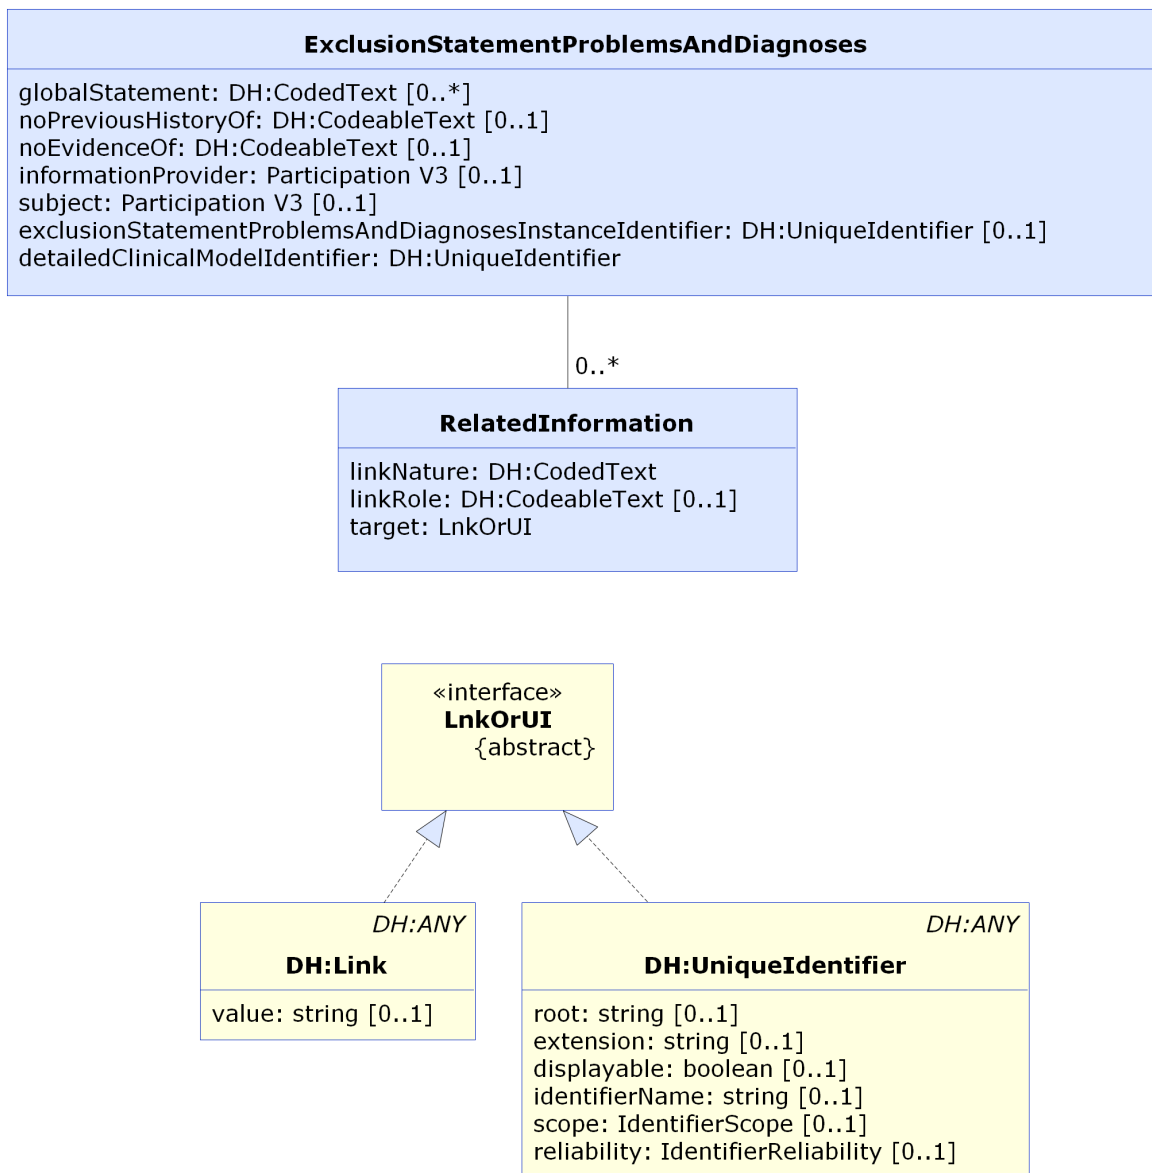 ExclusionStatementProblemsAndDiagnoses
globalStatement: DH:CodedText [0..*]
noPreviousHistoryOf: DH:CodeableText [0..1]
noEvidenceOf: DH:CodeableText [0..1]
informationProvider: Participation V3 [0..1]
subject: Participation V3 [0..1]
exclusionStatementProblemsAndDiagnosesInstanceIdentifier: DH:UniqueIdentifier [0..1]
detailedClinicalModelIdentifier: DH:UniqueIdentifier
0..*
RelatedInformation
linkNature: DH:CodedText
linkRole: DH:CodeableText [0..1]
target: LnkOrUI
«interface»
LnkOrUI
{abstract}
DH:ANY
DH:Link
value: string [0..1]
DH:ANY
DH:UniqueIdentifier
root: string [0..1]
extension: string [0..1]
displayable: boolean [0..1]
identifierName: string [0..1]
scope: IdentifierScope [0..1]
reliability: IdentifierReliability [0..1]